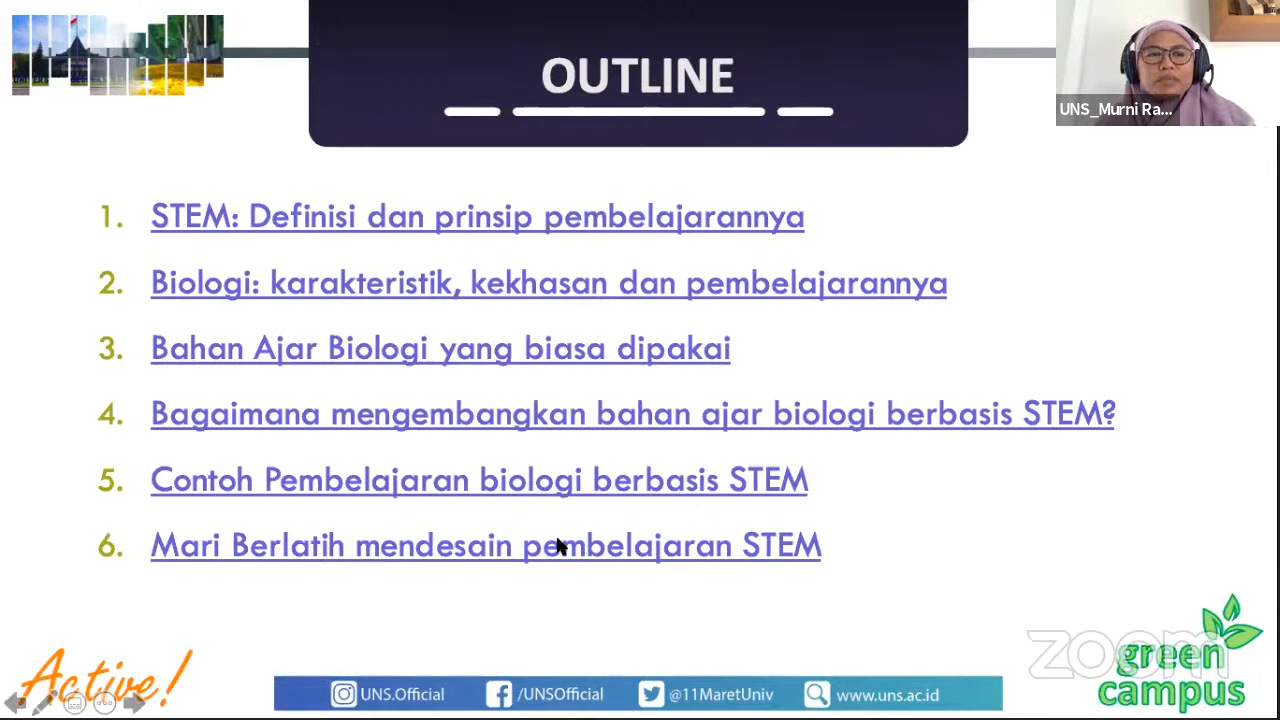 OUTLINE
UNS_Murni Ra...
1. STEM: Definisi dan prinsip pembelajarannya
2. Biologi: karakteristik, kekhasan dan pembelajarannya
3. Bahan Ajar Biologi yang biasa dipakai
4. Bagaimana mengembangkan bahan ajar biologi berbasis STEM?
5. Contoh Pembelajaran biologi berbasis STEM
6. Mari Berlatih mendesain pembelajaran STEM
zoom
green
campus
Active!
UNS.Official
/UNSOfficial
@11MaretUniv
www.uns.ac.id